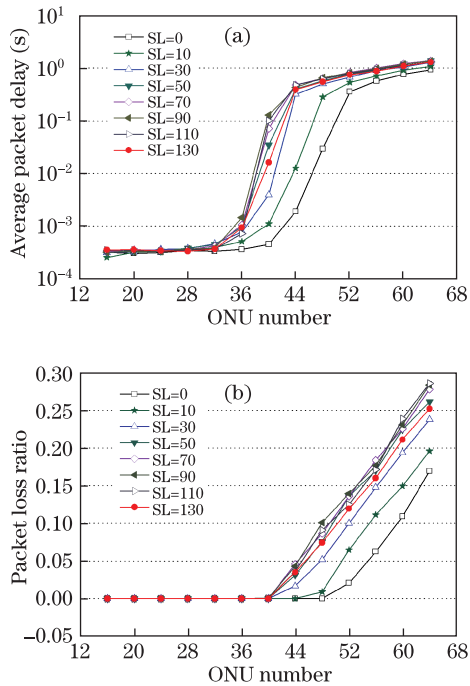 Average packet delay (s)
10¹
10⁰
10⁻¹
10⁻²
10⁻³
10⁻⁴
(a)
SL=0
SL=10
SL=30
SL=50
SL=70
SL=90
SL=110
SL=130
12 20 28 36 44 52 60 68
ONU number
Packet loss ratio
0.30
0.25
0.20
0.15
0.10
0.05
0.00
−0.05
(b)
SL=0
SL=10
SL=30
SL=50
SL=70
SL=90
SL=110
SL=130
12 20 28 36 44 52 60 68
ONU number